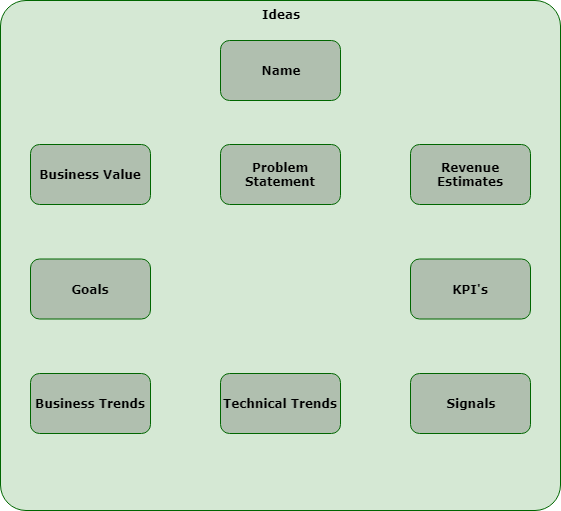 Ideas
Name
Business Value
Problem
Statement
Revenue
Estimates
Goals
KPI's
Business Trends
Technical Trends
Signals